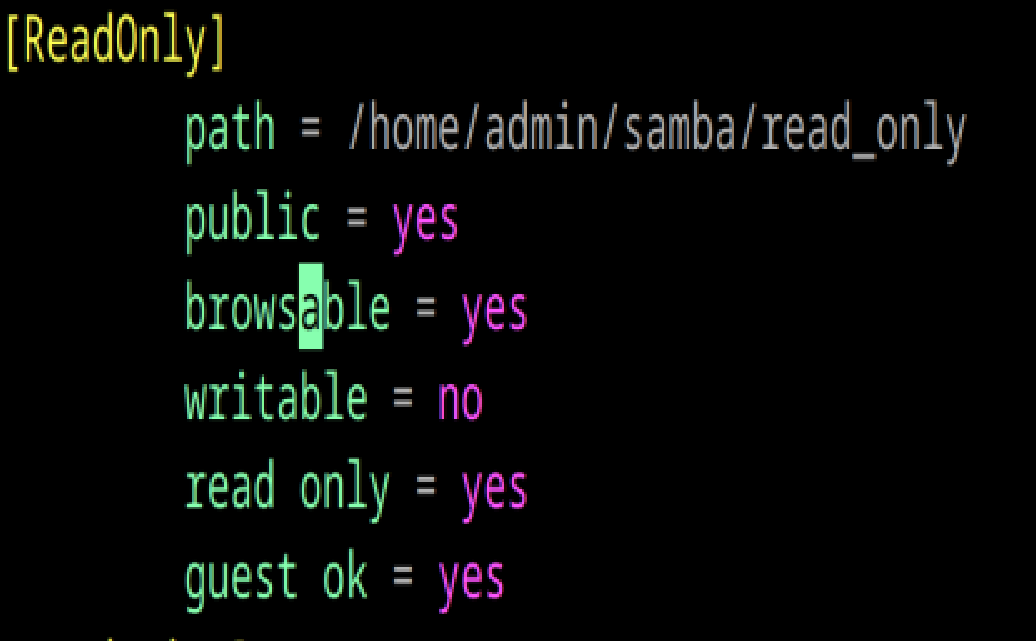 [ReadOnly]
path = /home/admin/samba/read_only
public = yes
browsable = yes
writable = no
read only = yes
guest ok = yes